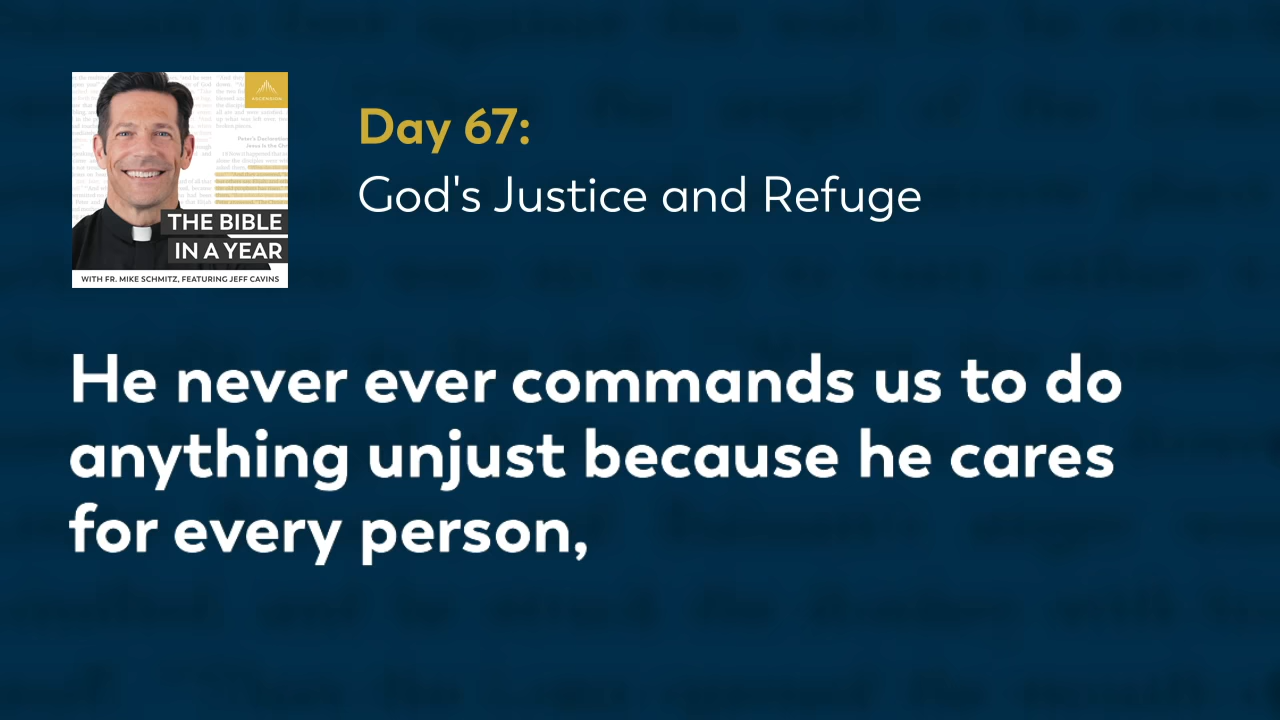 ASCENSION
THE BIBLE
IN A YEAR
WITH FR. MIKE SCHMITZ, FEATURING JEFF CAVINS
Day 67:
God's Justice and Refuge
He never ever commands us to do
anything unjust because he cares
for every person,